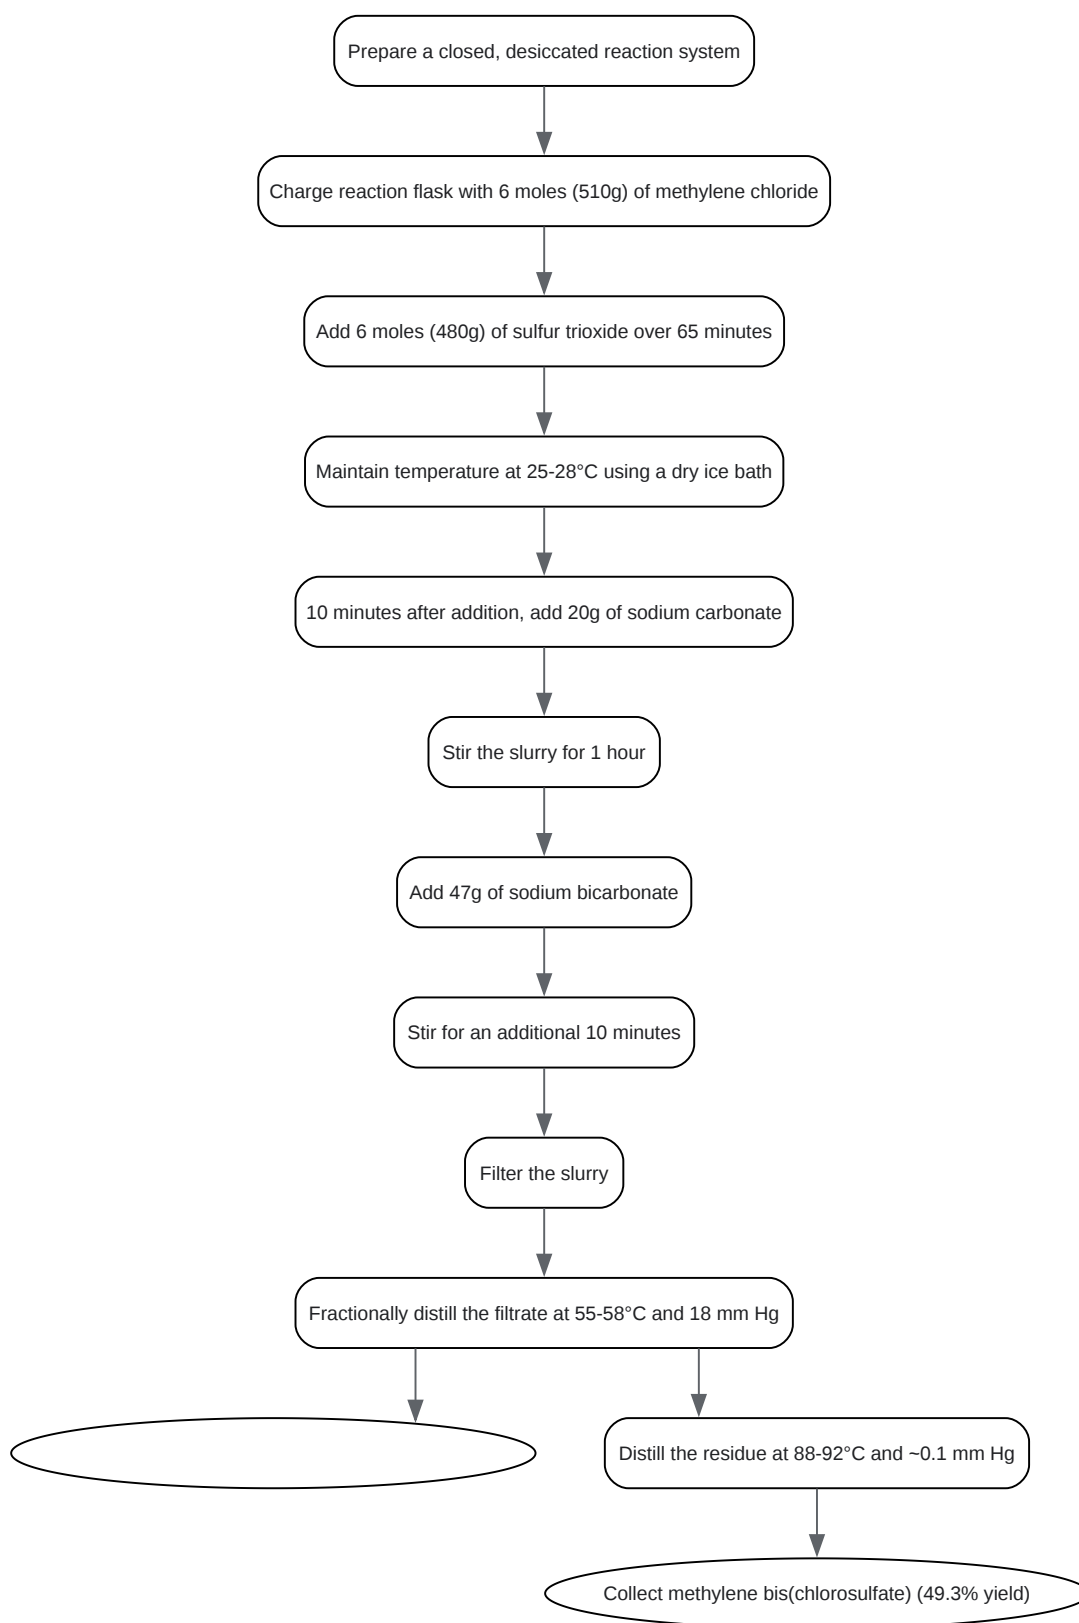 Prepare a closed, desiccated reaction system
Charge reaction flask with 6 moles (510g) of methylene chloride
Add 6 moles (480g) of sulfur trioxide over 65 minutes
Maintain temperature at 25-28°C using a dry ice bath
10 minutes after addition, add 20g of sodium carbonate
Stir the slurry for 1 hour
Add 47g of sodium bicarbonate
Stir for an additional 10 minutes
Filter the slurry
Fractionally distill the filtrate at 55-58°C and 18 mm Hg
Distill the residue at 88-92°C and ~0.1 mm Hg
Collect methylene bis(chlorosulfate) (49.3% yield)